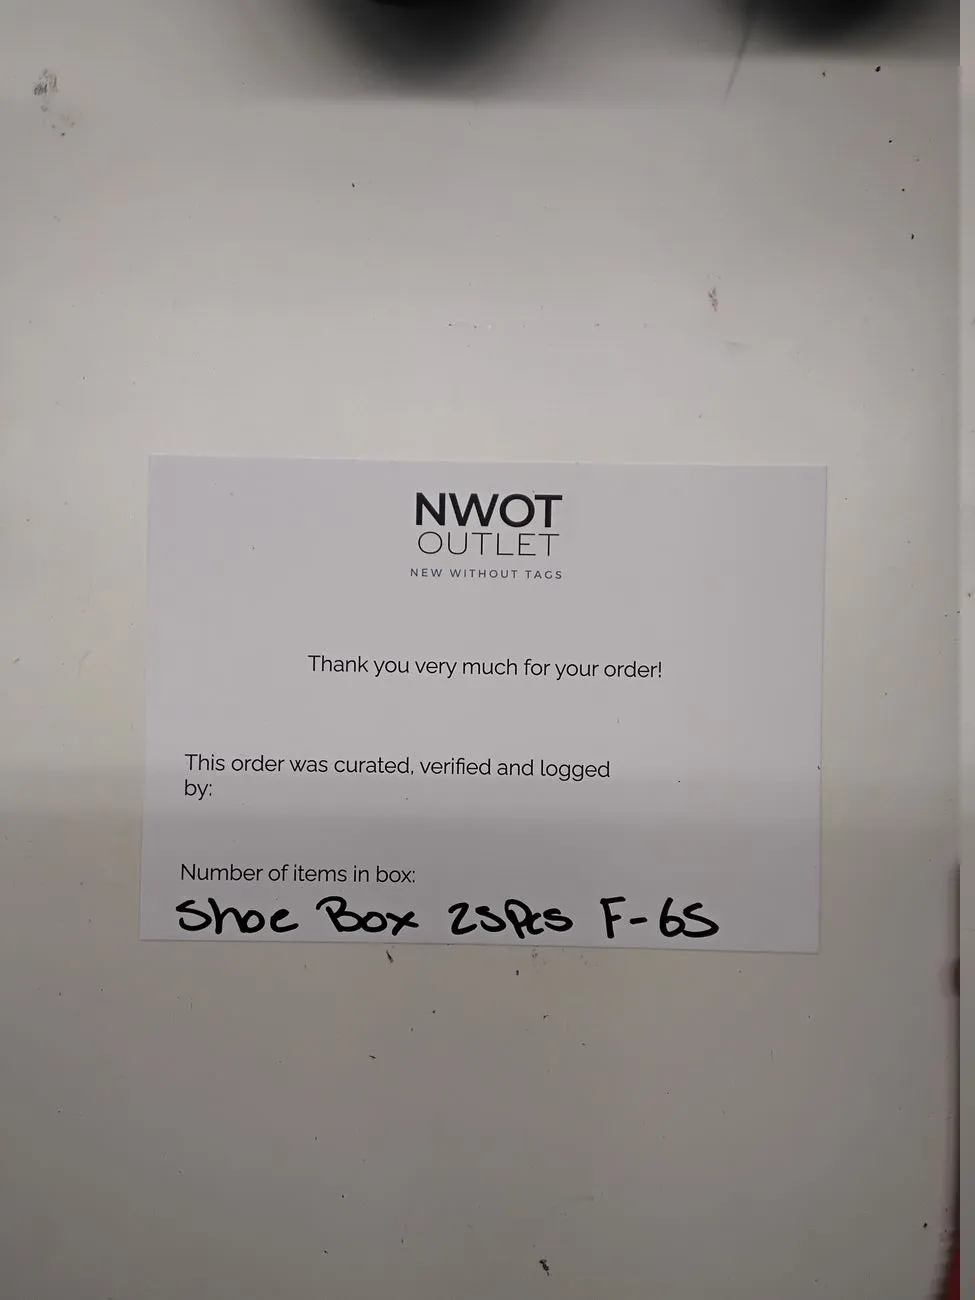 NWOT
OUTLET
NEW WITHOUT TAGS
Thank you very much for your order!
This order was curated, verified and logged
by:
Number of items in box:
Shoe Box 25Pcs F-65